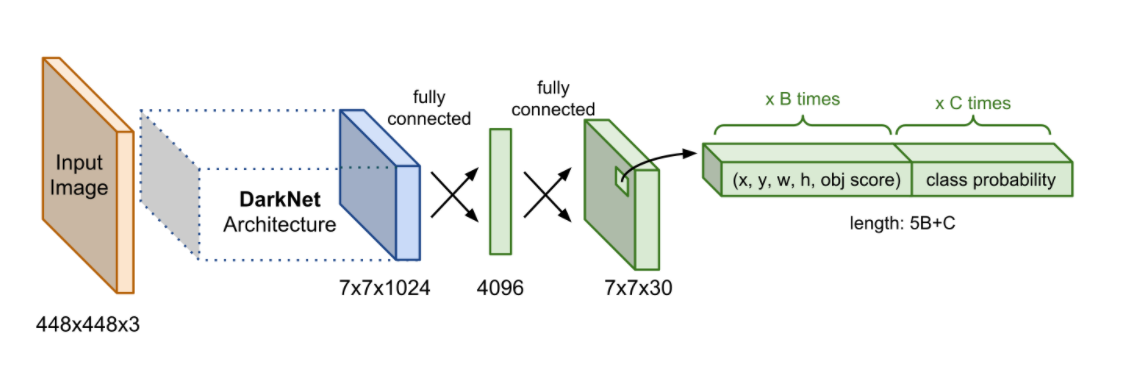 Input
Image
448x448x3
DarkNet
Architecture
7x7x1024
fully
connected
4096
fully
connected
7x7x30
x B times
x C times
(x, y, w, h, obj score)
class probability
length: 5B+C